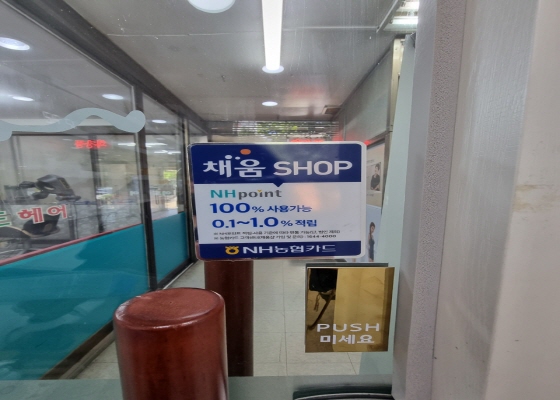 채움 SHOP
NHpoint
100% 사용가능
0.1~1.0% 적립
NH농협카드
PUSH
미세요
헤어